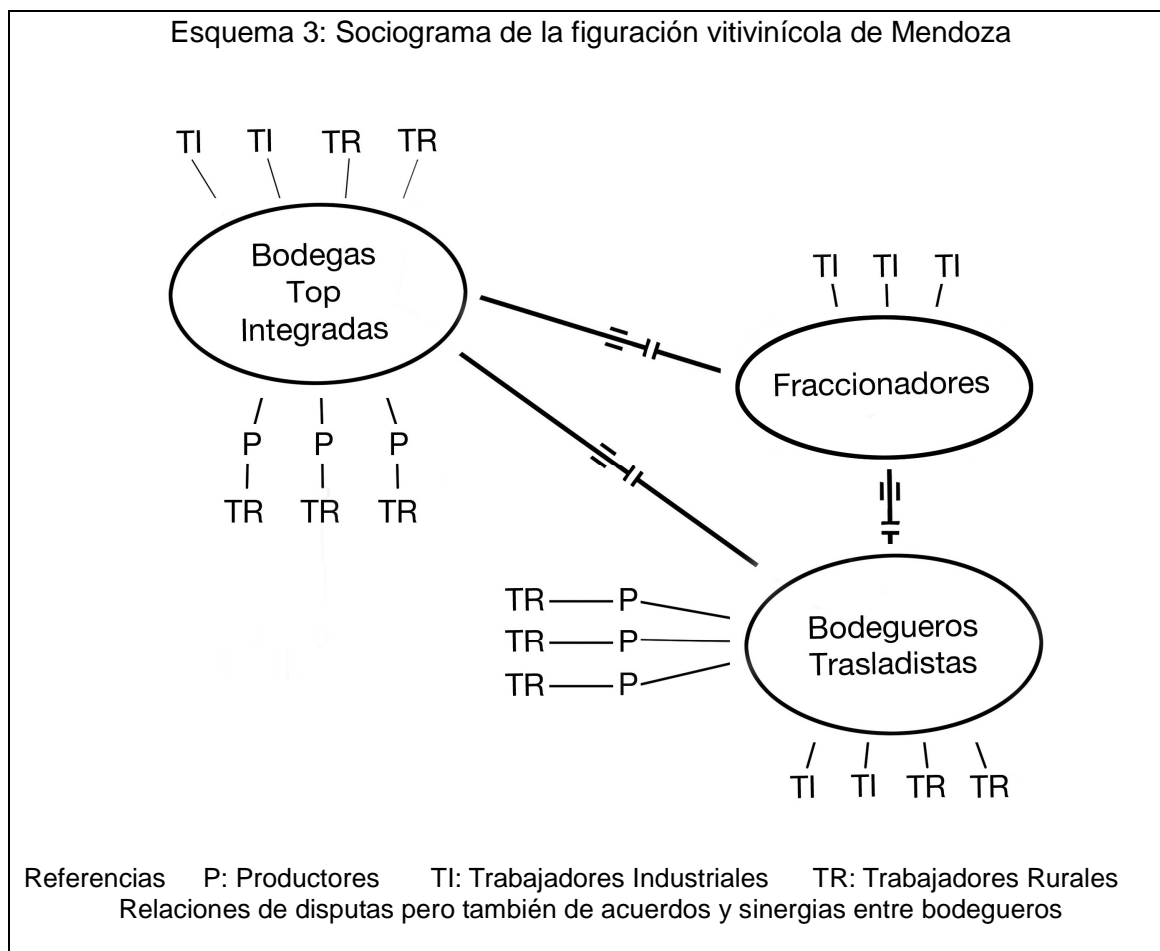 Esquema 3: Sociograma de la figuración vitivinícola de Mendoza
TI TI TR TR
Bodegas
Top
Integradas
P P P
TR TR TR
TI TI TI
Fraccionadores
TR P
TR P
TR P
Bodegueros
Trasladistas
TI TI TR TR
Referencias P: Productores TI: Trabajadores Industriales TR: Trabajadores Rurales
Relaciones de disputas pero también de acuerdos y sinergias entre bodegueros